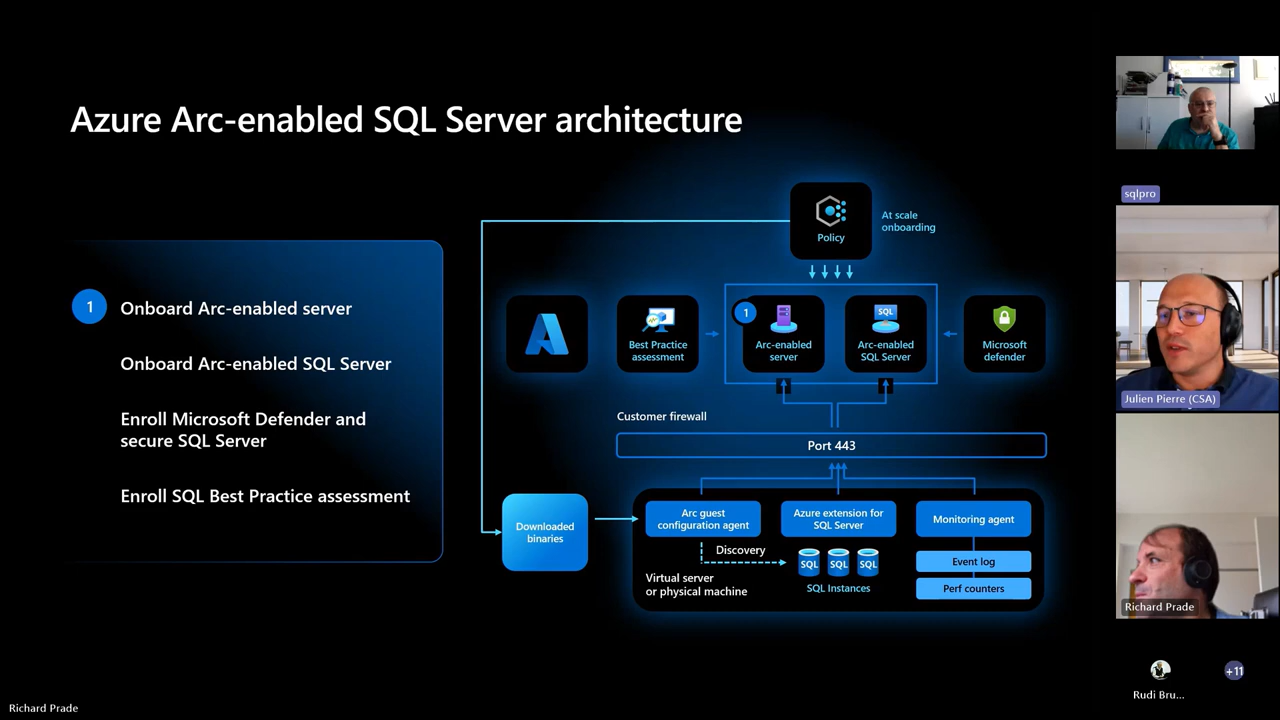 Azure Arc-enabled SQL Server architecture
1
Onboard Arc-enabled server
Onboard Arc-enabled SQL Server
Enroll Microsoft Defender and
secure SQL Server
Enroll SQL Best Practice assessment
Policy
At scale
onboarding
Best Practice
assessment
1
Arc-enabled
server
SQL
Arc-enabled
SQL Server
Microsoft
defender
Customer firewall
Port 443
Downloaded
binaries
Arc guest
configuration agent
Azure extension for
SQL Server
Monitoring agent
Discovery
SQL
SQL
SQL
SQL Instances
Virtual server
or physical machine
Event log
Perf counters
sqlpro
Julien Pierre (CSA)
Richard Prade
Rudi Bru...
+11
Richard Prade